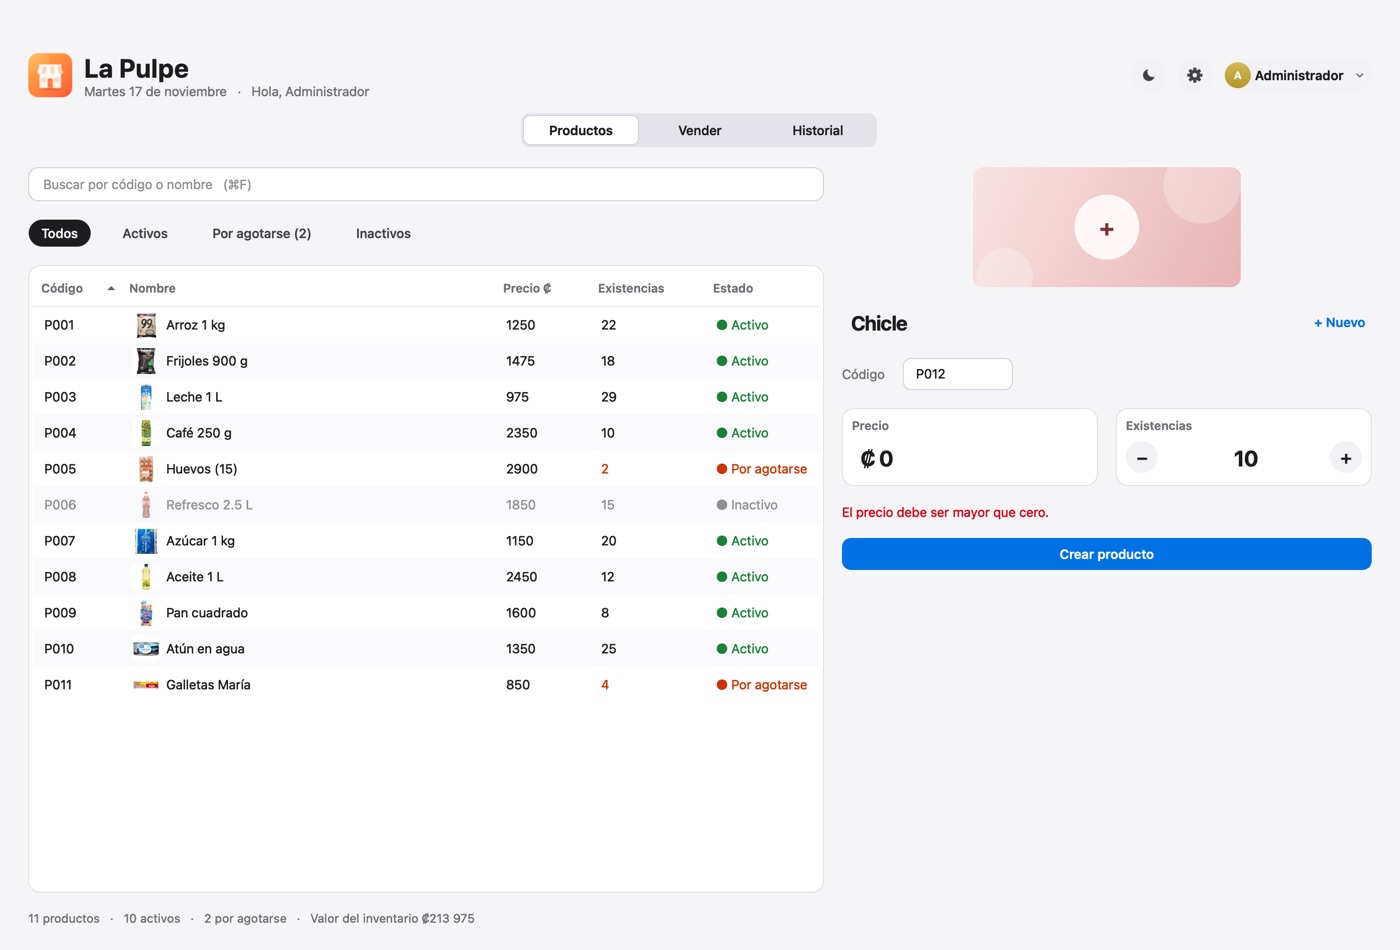 La Pulpe
Martes 17 de noviembre · Hola, Administrador
A Administrador
Productos Vender Historial
Buscar por código o nombre (⌘F)
Todos Activos Por agotarse (2) Inactivos
Código Nombre Precio ₡ Existencias Estado
P001 Arroz 1 kg 1250 22 Activo
P002 Frijoles 900 g 1475 18 Activo
P003 Leche 1 L 975 29 Activo
P004 Café 250 g 2350 10 Activo
P005 Huevos (15) 2900 2 Por agotarse
P006 Refresco 2.5 L 1850 15 Inactivo
P007 Azúcar 1 kg 1150 20 Activo
P008 Aceite 1 L 2450 12 Activo
P009 Pan cuadrado 1600 8 Activo
P010 Atún en agua 1350 25 Activo
P011 Galletas María 850 4 Por agotarse
11 productos · 10 activos · 2 por agotarse · Valor del inventario ₡213 975
+
Chicle + Nuevo
Código P012
Precio Existencias
₡ 0 − 10 +
El precio debe ser mayor que cero.
Crear producto